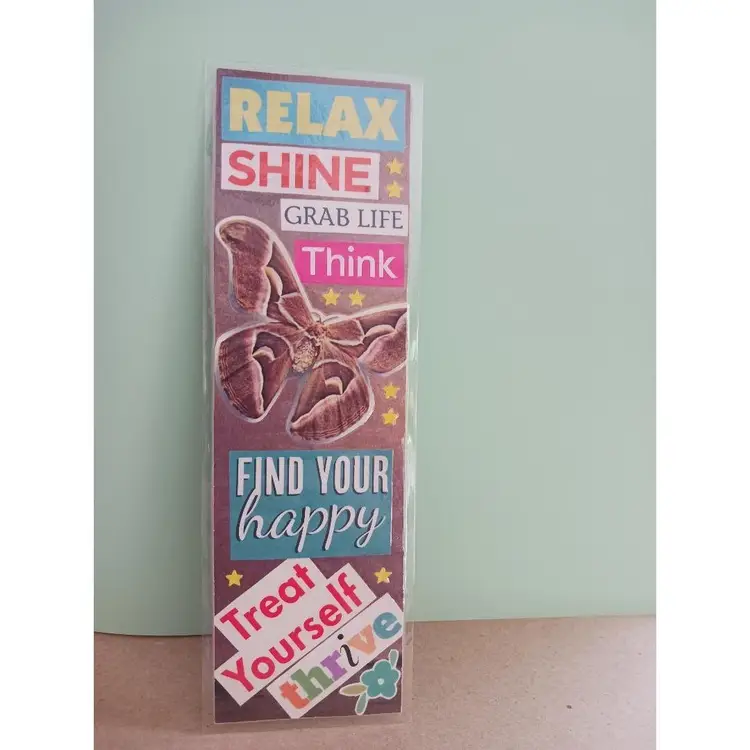 RELAX
SHINE
GRAB LIFE
Think
FIND YOUR
happy
Treat
Yourself
thrive